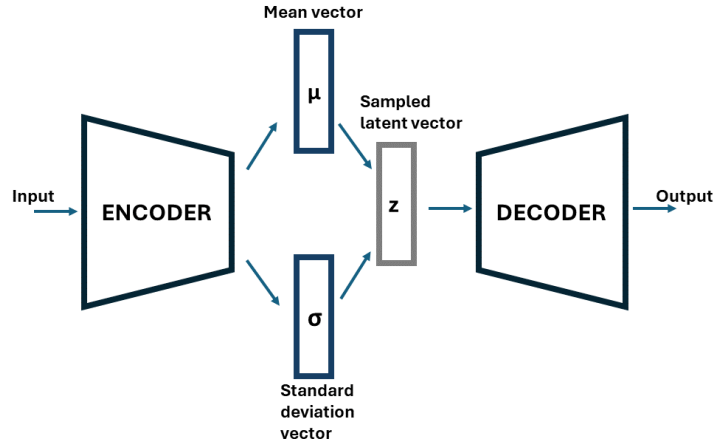 Mean vector
μ
Sampled
latent vector
Input
ENCODER
z
DECODER
Output
σ
Standard
deviation
vector